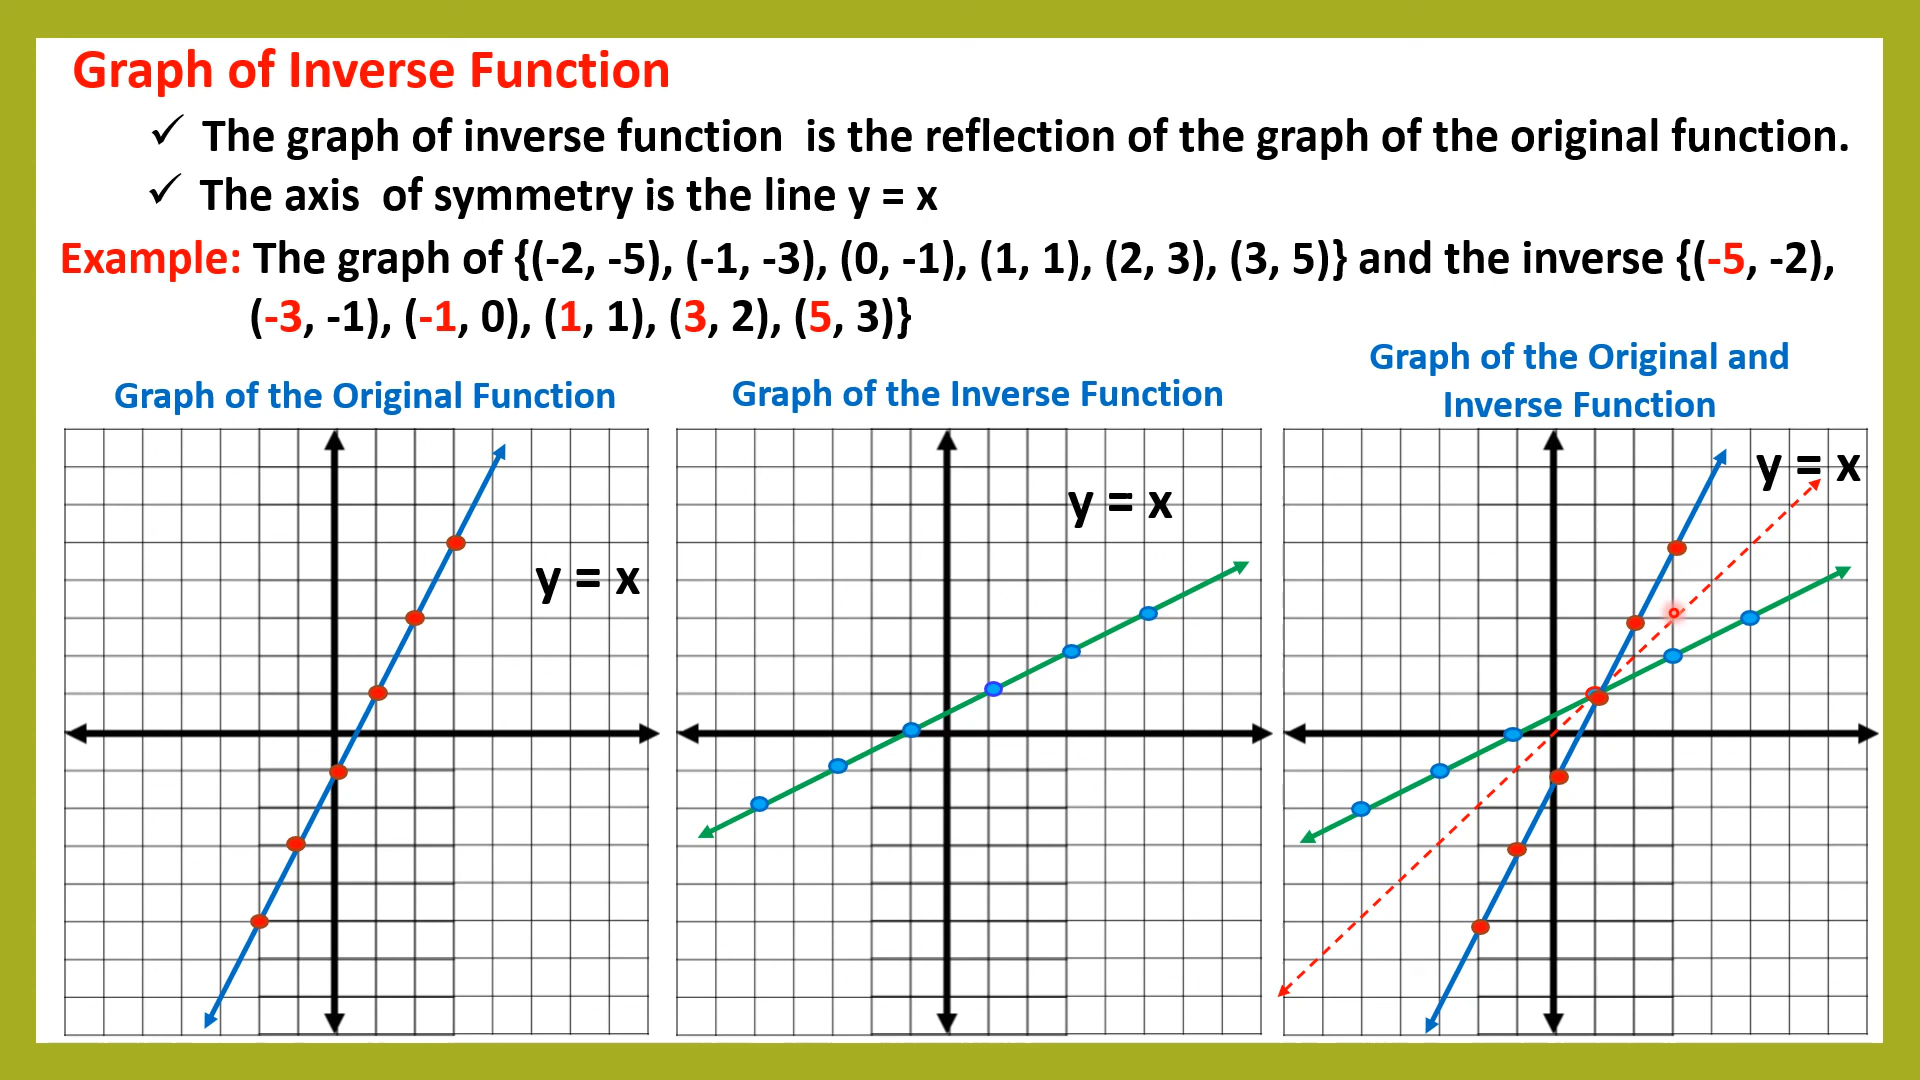 Graph of Inverse Function
✓ The graph of inverse function is the reflection of the graph of the original function.
✓ The axis of symmetry is the line y = x
Example: The graph of {(-2, -5), (-1, -3), (0, -1), (1, 1), (2, 3), (3, 5)} and the inverse {(-5, -2),
(-3, -1), (-1, 0), (1, 1), (3, 2), (5, 3)}
Graph of the Original Function
y = x
Graph of the Inverse Function
y = x
Graph of the Original and
Inverse Function
y = x